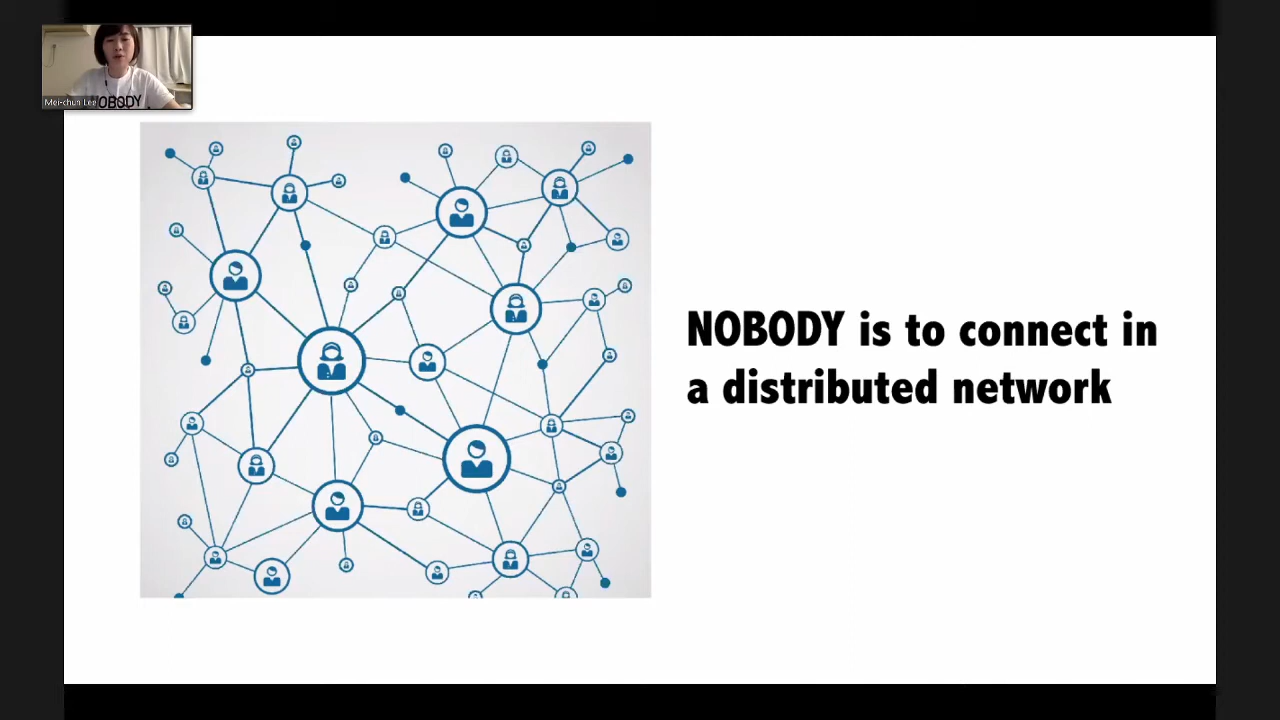 Mei-chun Lee
NOBODY
NOBODY is to connect in
a distributed network